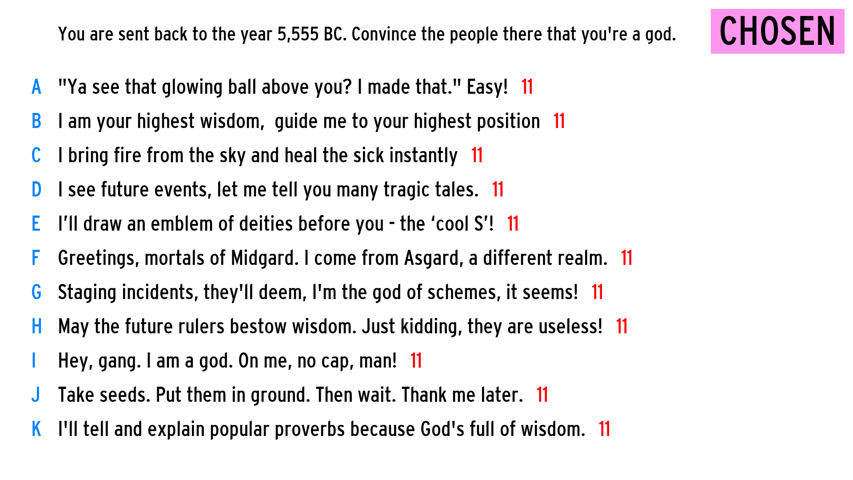 You are sent back to the year 5,555 BC. Convince the people there that you're a god.
CHOSEN
A "Ya see that glowing ball above you? I made that." Easy! 11
B I am your highest wisdom,  guide me to your highest position 11
C I bring fire from the sky and heal the sick instantly 11
D I see future events, let me tell you many tragic tales. 11
E I’ll draw an emblem of deities before you - the ‘cool S’! 11
F Greetings, mortals of Midgard. I come from Asgard, a different realm. 11
G Staging incidents, they'll deem, I'm the god of schemes, it seems! 11
H May the future rulers bestow wisdom. Just kidding, they are useless! 11
I Hey, gang. I am a god. On me, no cap, man! 11
J Take seeds. Put them in ground. Then wait. Thank me later. 11
K I'll tell and explain popular proverbs because God's full of wisdom. 11